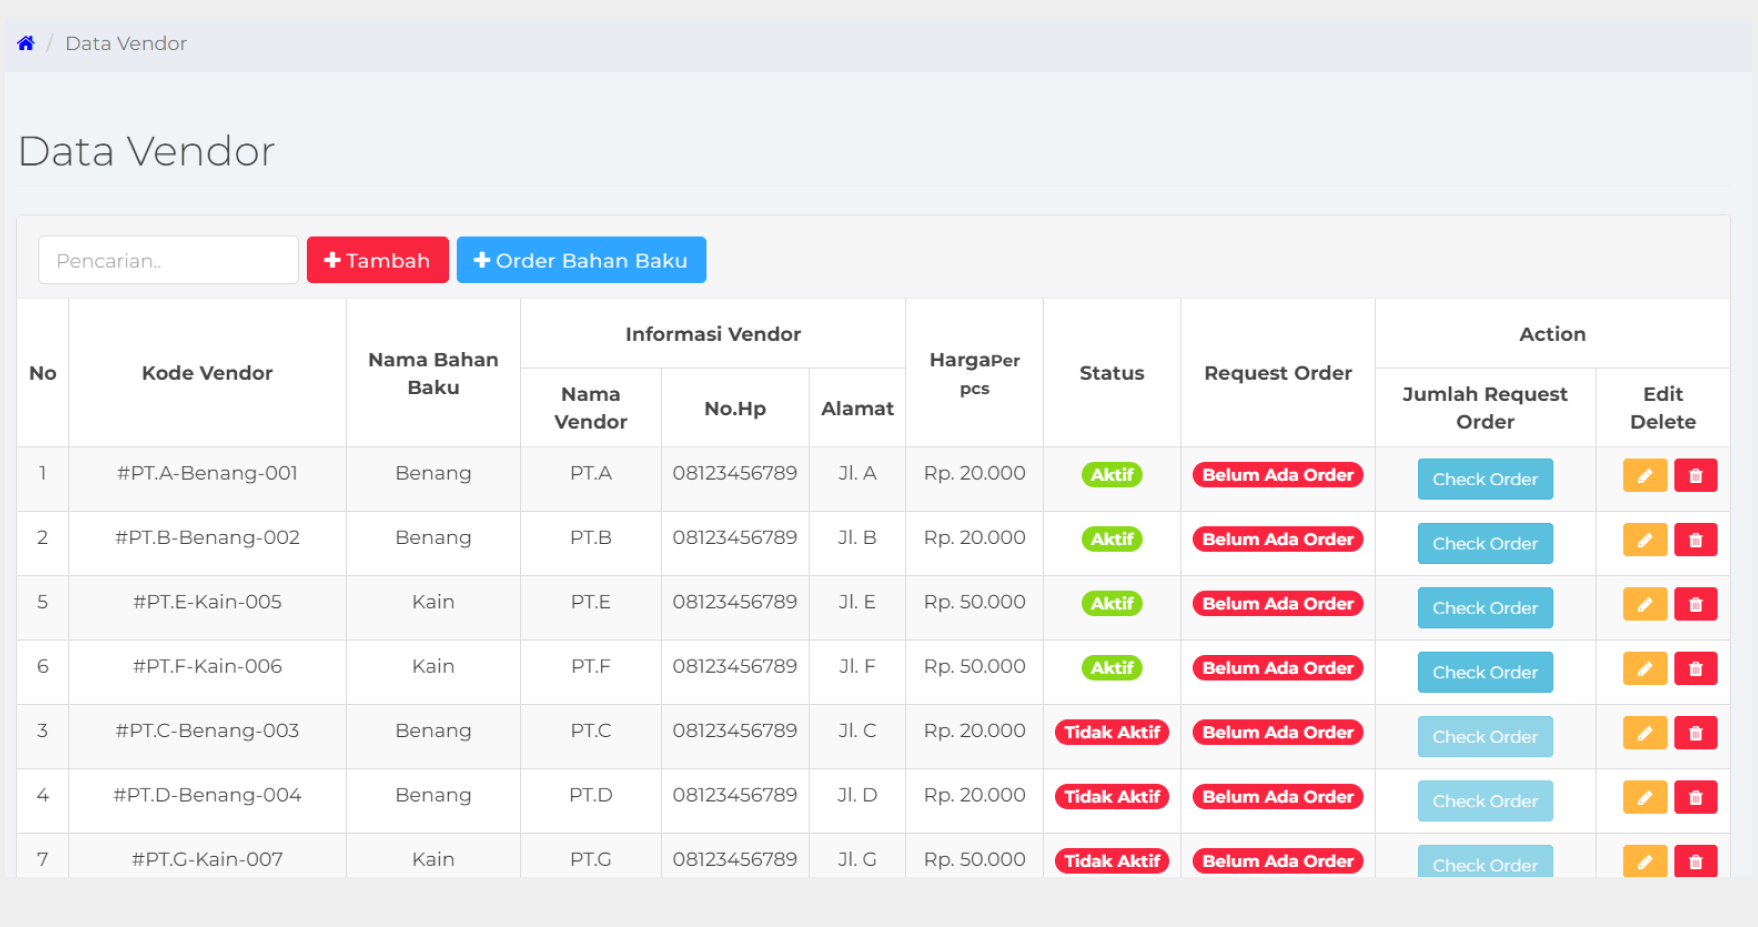 / Data Vendor
Data Vendor
Pencarian..
+ Tambah
+ Order Bahan Baku
No
Kode Vendor
Nama Bahan
Baku
Informasi Vendor
Nama
Vendor
No.Hp
Alamat
HargaPer
pcs
Status
Request Order
Action
Jumlah Request
Order
Edit
Delete
1 #PT.A-Benang-001 Benang PT.A 08123456789 Jl. A Rp. 20.000 Aktif Belum Ada Order Check Order
2 #PT.B-Benang-002 Benang PT.B 08123456789 Jl. B Rp. 20.000 Aktif Belum Ada Order Check Order
5 #PT.E-Kain-005 Kain PT.E 08123456789 Jl. E Rp. 50.000 Aktif Belum Ada Order Check Order
6 #PT.F-Kain-006 Kain PT.F 08123456789 Jl. F Rp. 50.000 Aktif Belum Ada Order Check Order
3 #PT.C-Benang-003 Benang PT.C 08123456789 Jl. C Rp. 20.000 Tidak Aktif Belum Ada Order Check Order
4 #PT.D-Benang-004 Benang PT.D 08123456789 Jl. D Rp. 20.000 Tidak Aktif Belum Ada Order Check Order
7 #PT.G-Kain-007 Kain PT.G 08123456789 Jl. G Rp. 50.000 Tidak Aktif Belum Ada Order Check Order